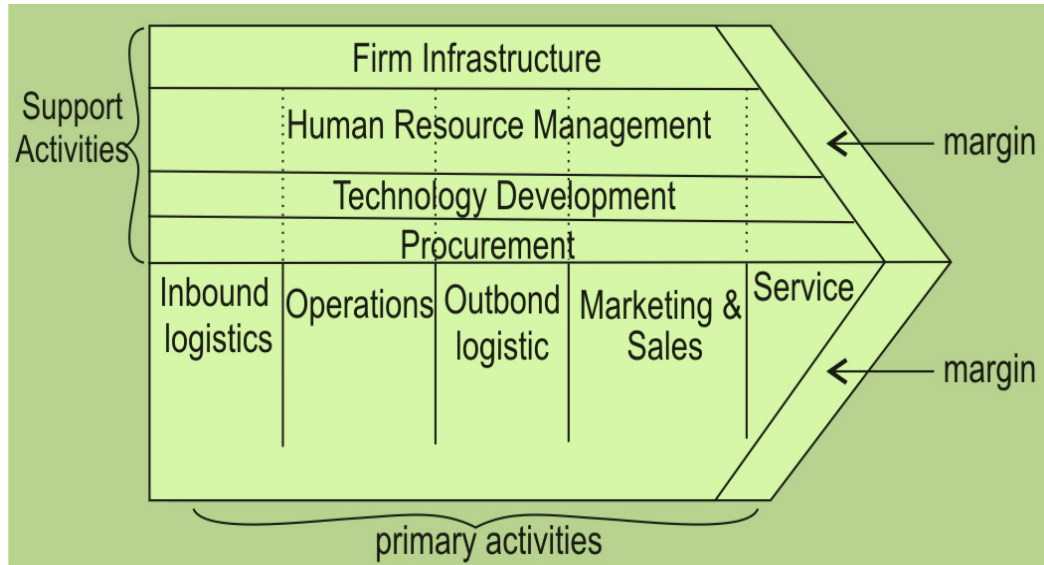 Firm Infrastructure
Support
Activities
Human Resource Management
margin
Technology Development
Procurement
Inbound
logistics
Operations
Outbond
logistic
Marketing &
Sales
Service
margin
primary activities